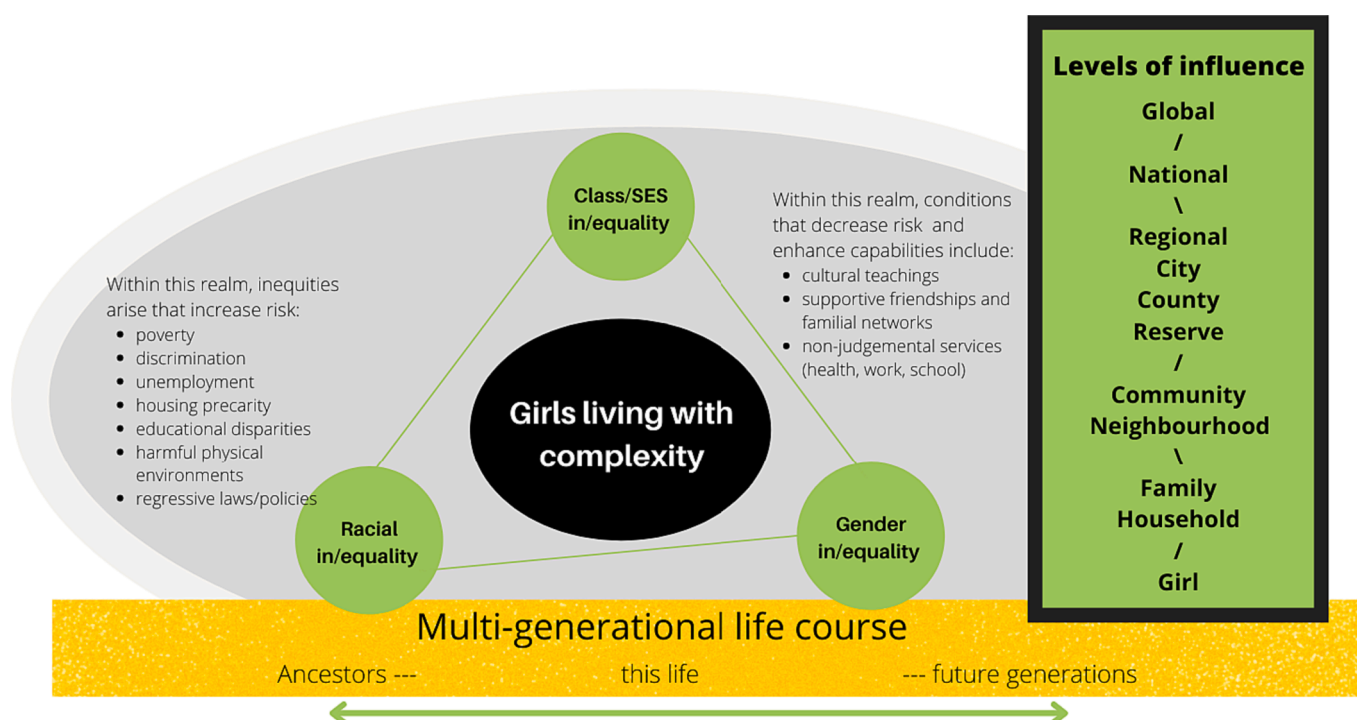 Levels of influence
Global
/
National
\
Regional
City
County
Reserve
/
Community
Neighbourhood
\
Family
Household
/
Girl
Class/SES
in/equality
Within this realm, conditions
that decrease risk and
enhance capabilities include:
• cultural teachings
• supportive friendships and
familial networks
• non-judgemental services
(health, work, school)
Within this realm, inequities
arise that increase risk:
• poverty
• discrimination
• unemployment
• housing precarity
• educational disparities
• harmful physical
environments
• regressive laws/policies
Girls living with
complexity
Racial
in/equality
Gender
in/equality
Multi-generational life course
Ancestors --- this life --- future generations